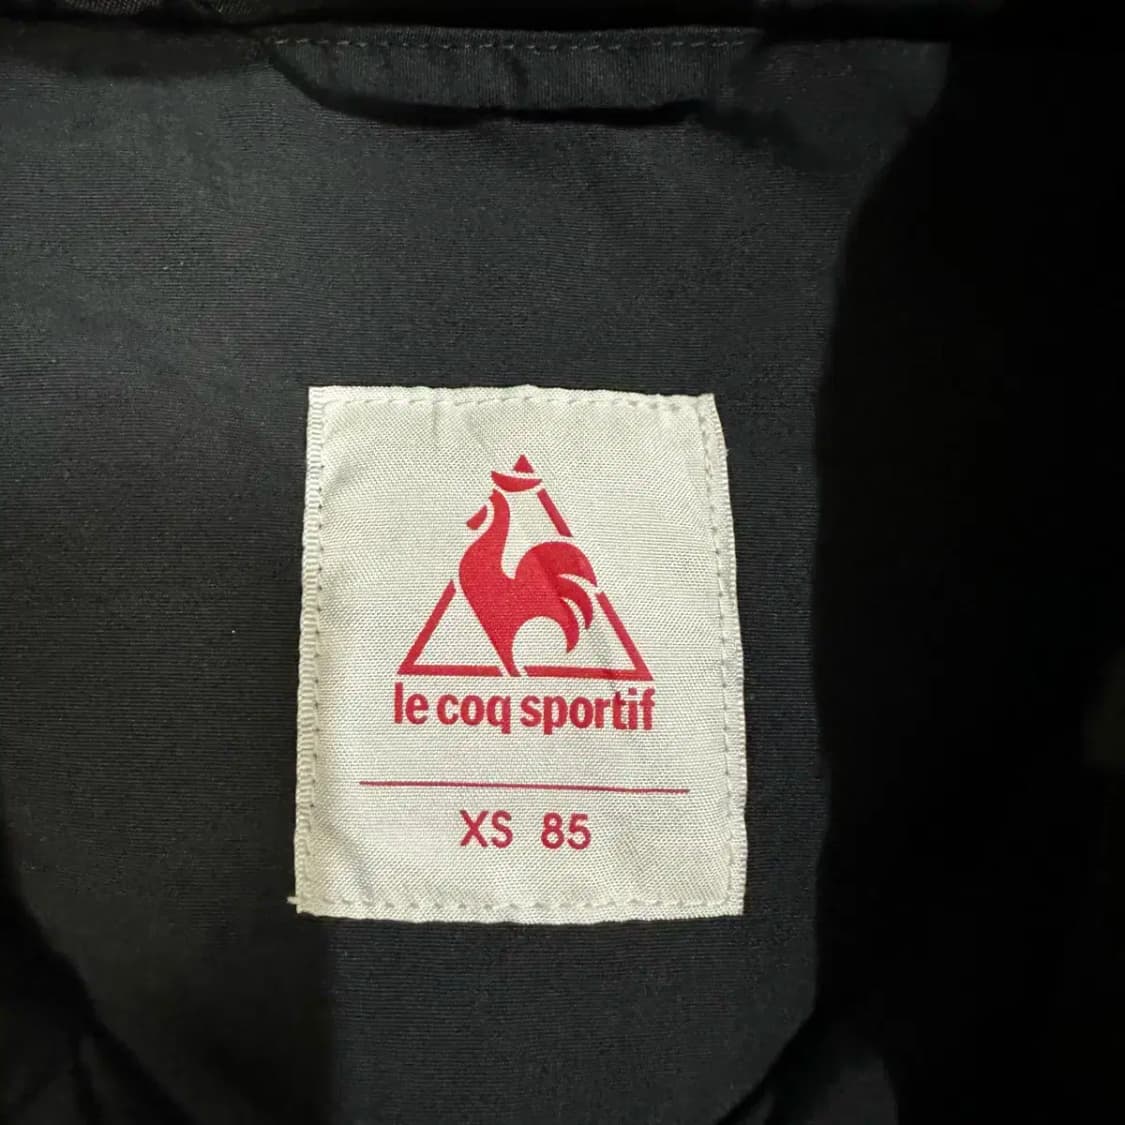 le coq sportif
XS 85